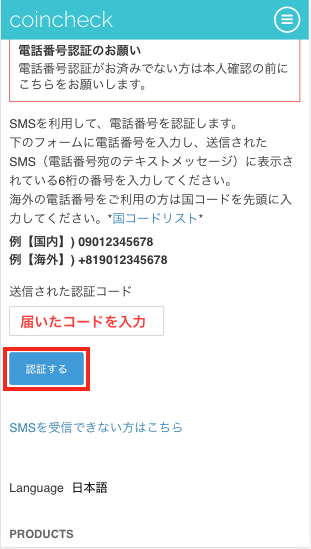 coincheck
電話番号認証のお願い
電話番号認証がお済みでない方は本人確認の前に
こちらをお願いします。
SMSを利用して、電話番号を認証します。
下のフォームに電話番号を入力し、送信された
SMS（電話番号宛のテキストメッセージ）に表示さ
れている6桁の番号を入力してください。
海外の電話番号をご利用の方は国コードを先頭に入
力してください。*国コードリスト*
例【国内】) 09012345678
例【海外】) +819012345678
送信された認証コード
届いたコードを入力
認証する
SMSを受信できない方はこちら
Language 日本語
PRODUCTS